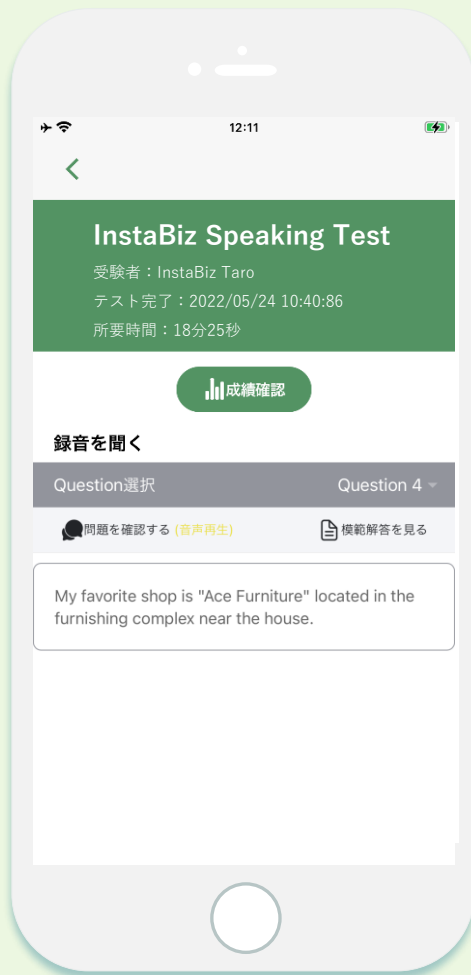 12:11
InstaBiz Speaking Test
受験者：InstaBiz Taro
テスト完了：2022/05/24 10:40:86
所要時間：18分25秒
成績確認
録音を聞く
Question選択 Question 4
問題を確認する (音声再生) 模範解答を見る
My favorite shop is "Ace Furniture" located in the
furnishing complex near the house.